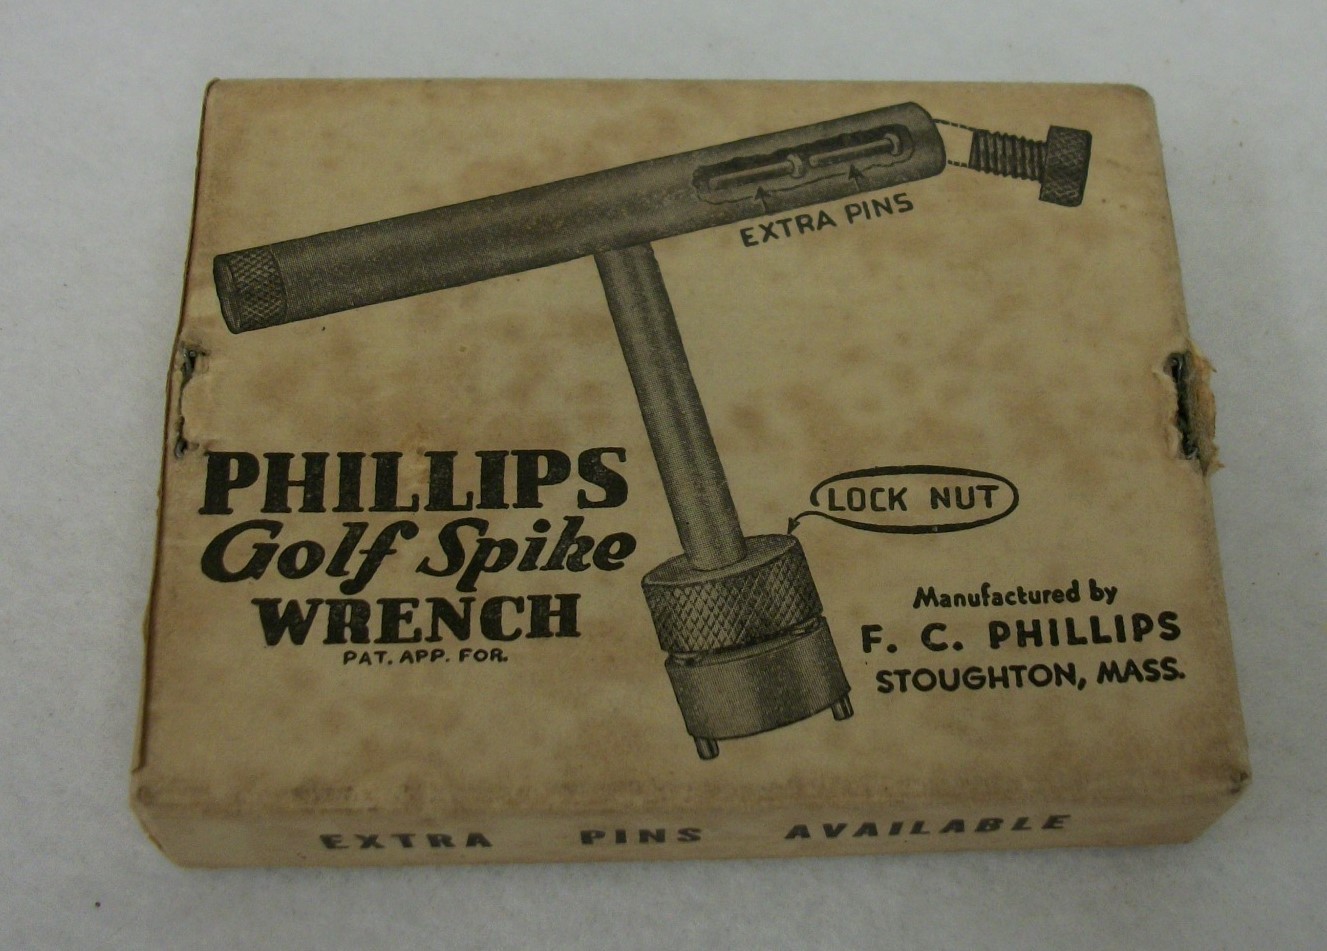 EXTRA PINS
PHILLIPS
Golf Spike
WRENCH
PAT. APP. FOR.
LOCK NUT
Manufactured by
F. C. PHILLIPS
STOUGHTON, MASS.
EXTRA PINS AVAILABLE